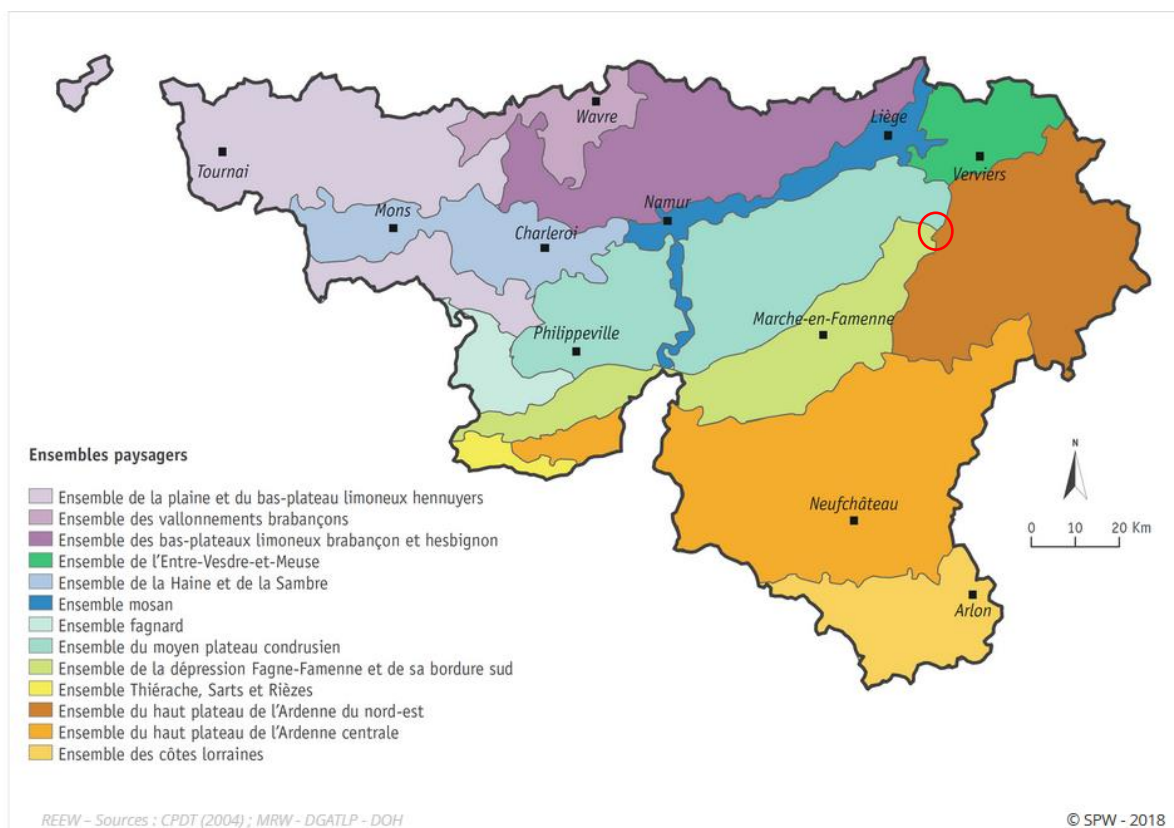 Wavre
Liège
Tournai
Verviers
Namur
Mons
Charleroi
Marche-en-Famenne
Philippeville
Ensembles paysagers
Ensemble de la plaine et du bas-plateau limoneux hennuyers
Ensemble des vallonnements brabançons
Ensemble des bas-plateaux limoneux brabançon et hesbignon
Ensemble de l'Entre-Vesdre-et-Meuse
Ensemble de la Haine et de la Sambre
Ensemble mosan
Ensemble fagnard
Ensemble du moyen plateau condrusien
Ensemble de la dépression Fagne-Famenne et de sa bordure sud
Ensemble Thiérache, Sarts et Rièzes
Ensemble du haut plateau de l'Ardenne du nord-est
Ensemble du haut plateau de l'Ardenne centrale
Ensemble des côtes lorraines
Neufchâteau
N
0 10 20 Km
Arlon
REEW – Sources : CPDT (2004) ; MRW - DGATLP - DOH
© SPW - 2018